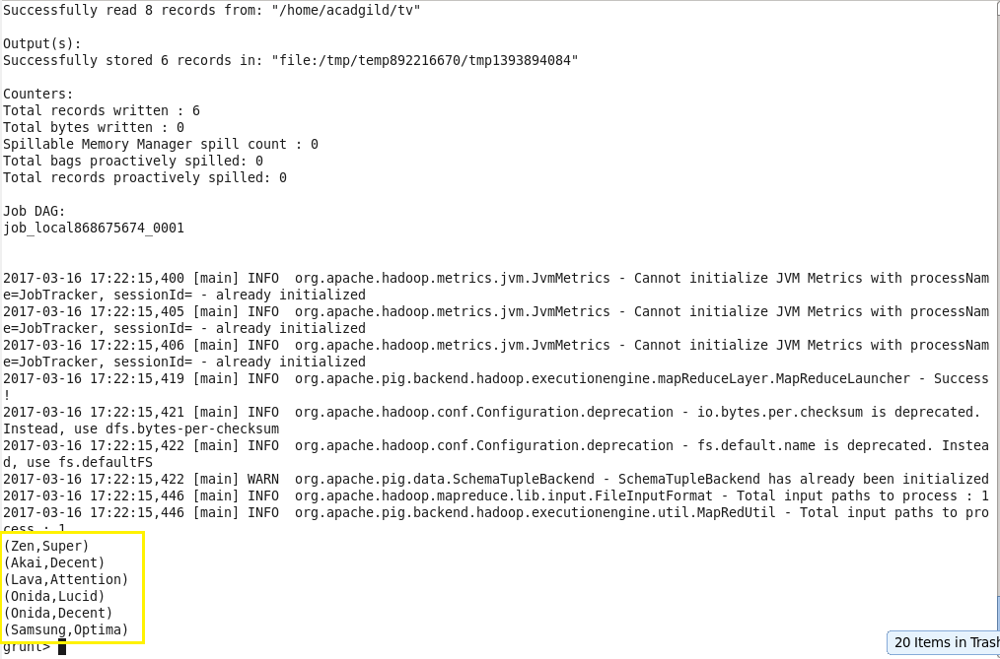 Successfully read 8 records from: "/home/acadgild/tv"
Output(s):
Successfully stored 6 records in: "file:/tmp/temp892216670/tmp1393894084"
Counters:
Total records written : 6
Total bytes written : 0
Spillable Memory Manager spill count : 0
Total bags proactively spilled: 0
Total records proactively spilled: 0
Job DAG:
job_local868675674_0001
2017-03-16 17:22:15,400 [main] INFO  org.apache.hadoop.metrics.jvm.JvmMetrics - Cannot initialize JVM Metrics with processNam
e=JobTracker, sessionId= - already initialized
2017-03-16 17:22:15,405 [main] INFO  org.apache.hadoop.metrics.jvm.JvmMetrics - Cannot initialize JVM Metrics with processNam
e=JobTracker, sessionId= - already initialized
2017-03-16 17:22:15,406 [main] INFO  org.apache.hadoop.metrics.jvm.JvmMetrics - Cannot initialize JVM Metrics with processNam
e=JobTracker, sessionId= - already initialized
2017-03-16 17:22:15,419 [main] INFO  org.apache.pig.backend.hadoop.executionengine.mapReduceLayer.MapReduceLauncher - Success
!
2017-03-16 17:22:15,421 [main] INFO  org.apache.hadoop.conf.Configuration.deprecation - io.bytes.per.checksum is deprecated.
Instead, use dfs.bytes-per-checksum
2017-03-16 17:22:15,422 [main] INFO  org.apache.hadoop.conf.Configuration.deprecation - fs.default.name is deprecated. Instea
d, use fs.defaultFS
2017-03-16 17:22:15,422 [main] WARN  org.apache.pig.data.SchemaTupleBackend - SchemaTupleBackend has already been initialized
2017-03-16 17:22:15,446 [main] INFO  org.apache.hadoop.mapreduce.lib.input.FileInputFormat - Total input paths to process : 1
2017-03-16 17:22:15,446 [main] INFO  org.apache.pig.backend.hadoop.executionengine.util.MapRedUtil - Total input paths to pro
cess : 1
(Zen,Super)
(Akai,Decent)
(Lava,Attention)
(Onida,Lucid)
(Onida,Decent)
(Samsung,Optima)
grunt>
20 Items in Trash